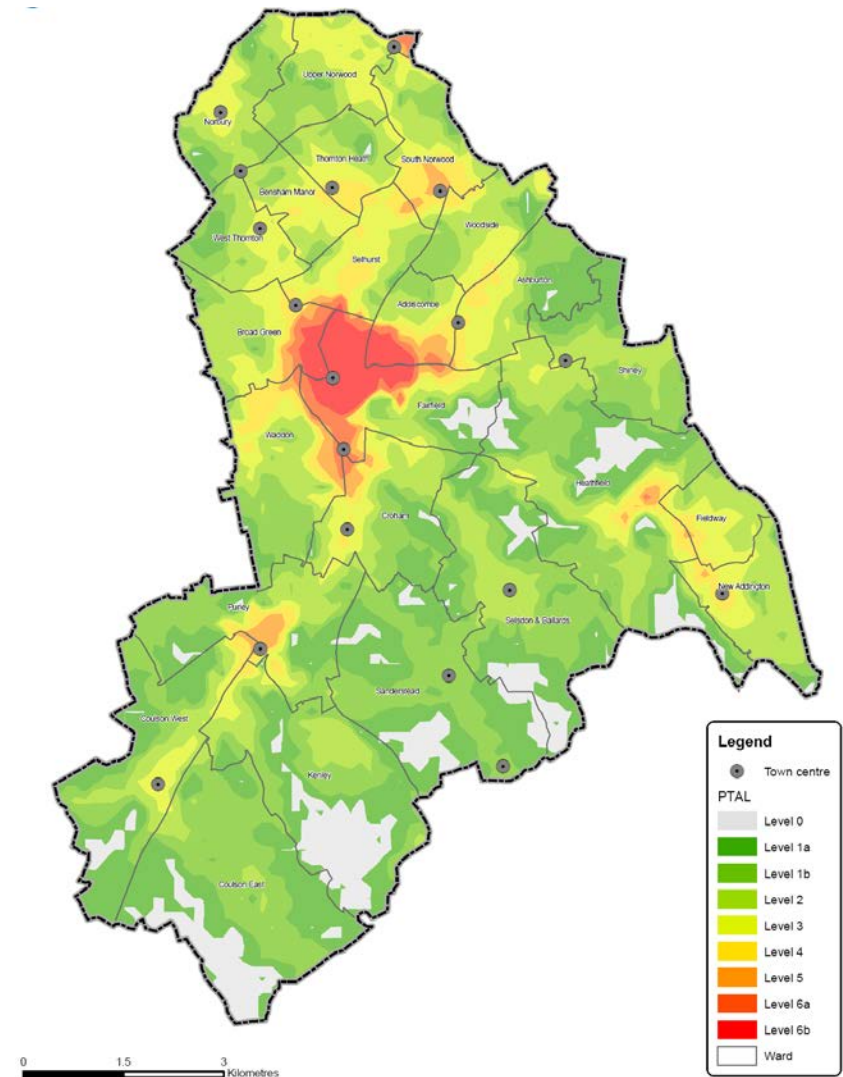 Upper Norwood
Norbury
Thornton Heath
South Norwood
Bensham Manor
West Thornton
Woodside
Selhurst
Ashburton
Addiscombe
Broad Green
Shirley
Fairfield
Waddon
Heathfield
Croham
Fieldway
New Addington
Purley
Selsdon & Ballards
Sanderstead
Coulson West
Kenley
Coulson East
Legend
Town centre
PTAL
Level 0
Level 1a
Level 1b
Level 2
Level 3
Level 4
Level 5
Level 6a
Level 6b
Ward
0 1.5 3
Kilometres